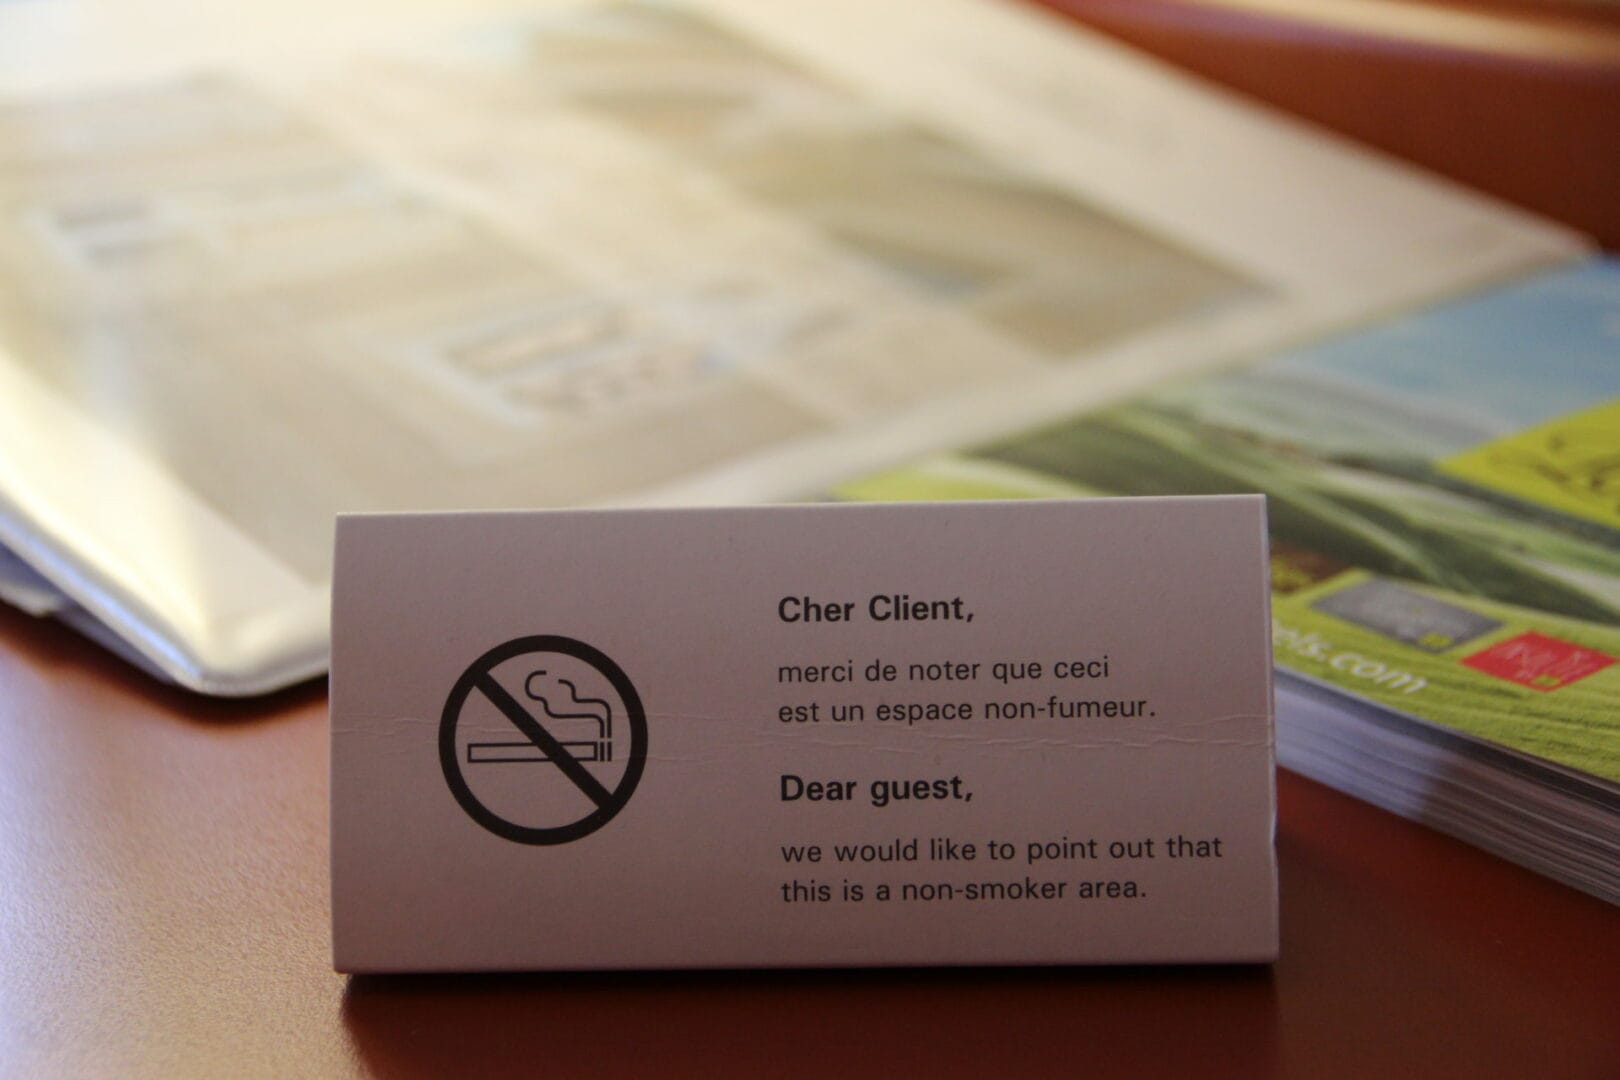 Cher Client,
merci de noter que ceci
est un espace non-fumeur.
Dear guest,
we would like to point out that
this is a non-smoker area.